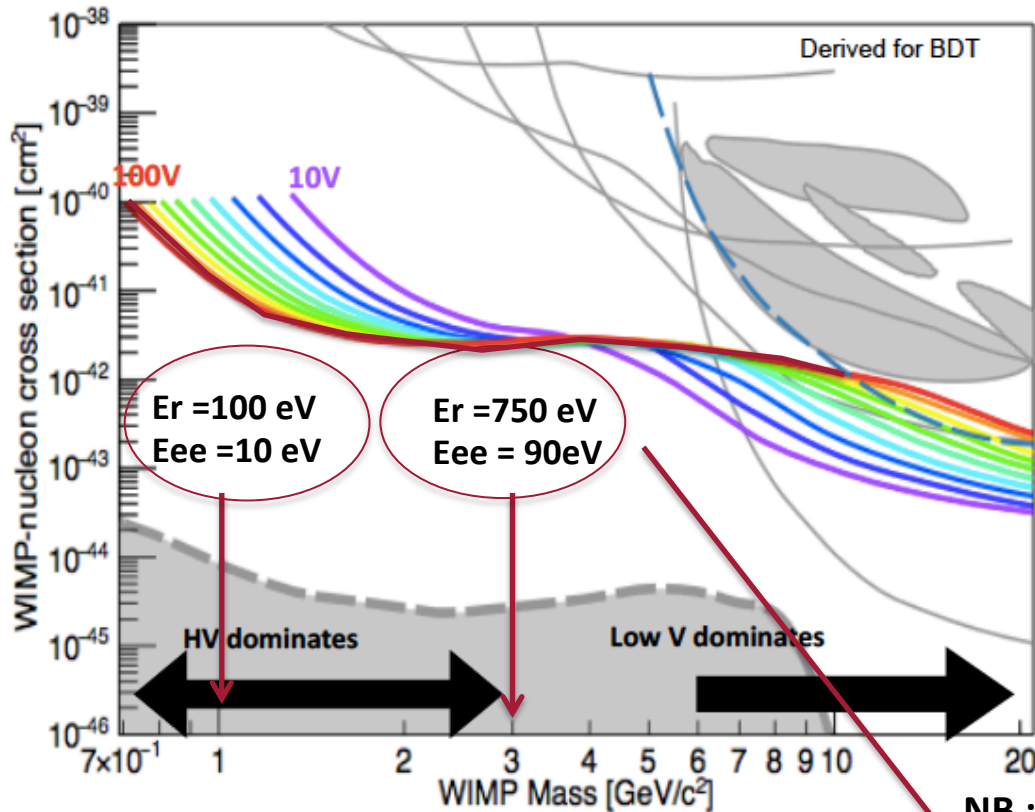 10⁻³⁸
Derived for BDT
10⁻³⁹
100V
10V
10⁻⁴⁰
10⁻⁴¹
10⁻⁴²
Er =100 eV
Eee =10 eV
Er =750 eV
Eee = 90eV
10⁻⁴³
10⁻⁴⁴
10⁻⁴⁵
HV dominates
Low V dominates
10⁻⁴⁶
WIMP-nucleon cross section [cm²]
7×10⁻¹ 1 2 3 4 5 6 7 8 9 10 20
WIMP Mass [GeV/c²]
NR :